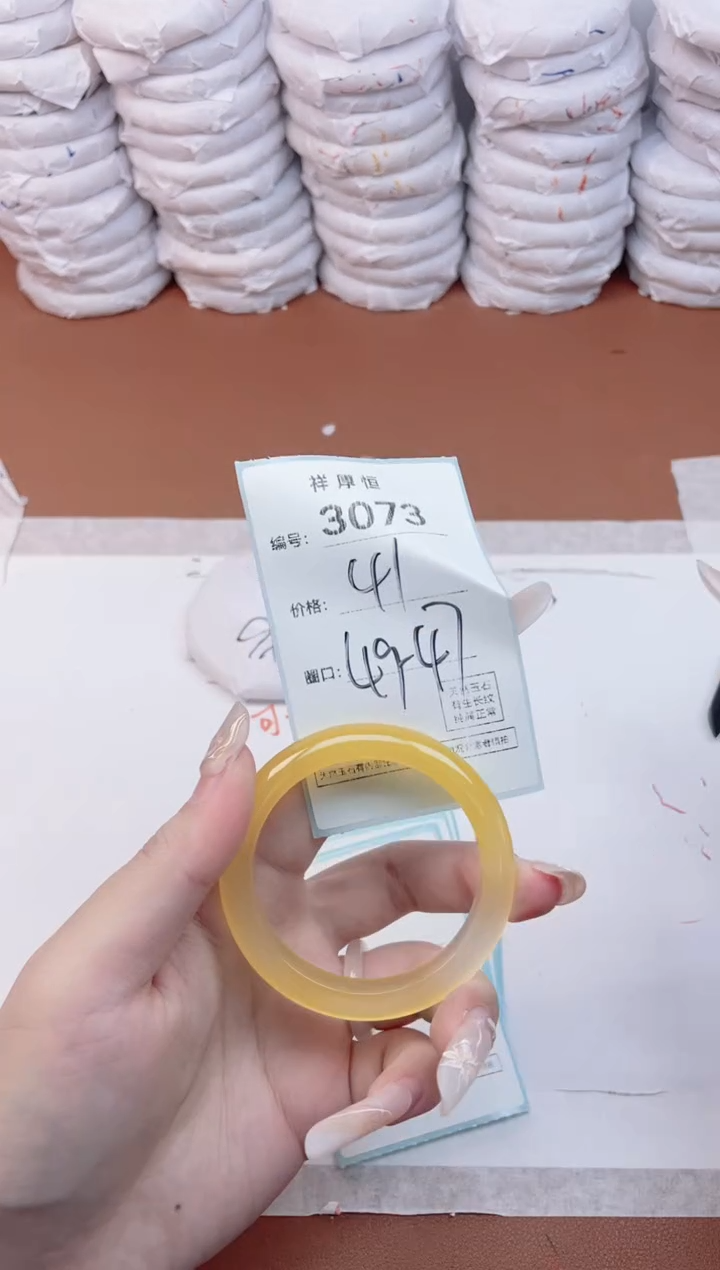 祥厚恒
编号: 3073
价格: 41
圈口: 49-47
天然玉石
有生长纹
纯属正常
可